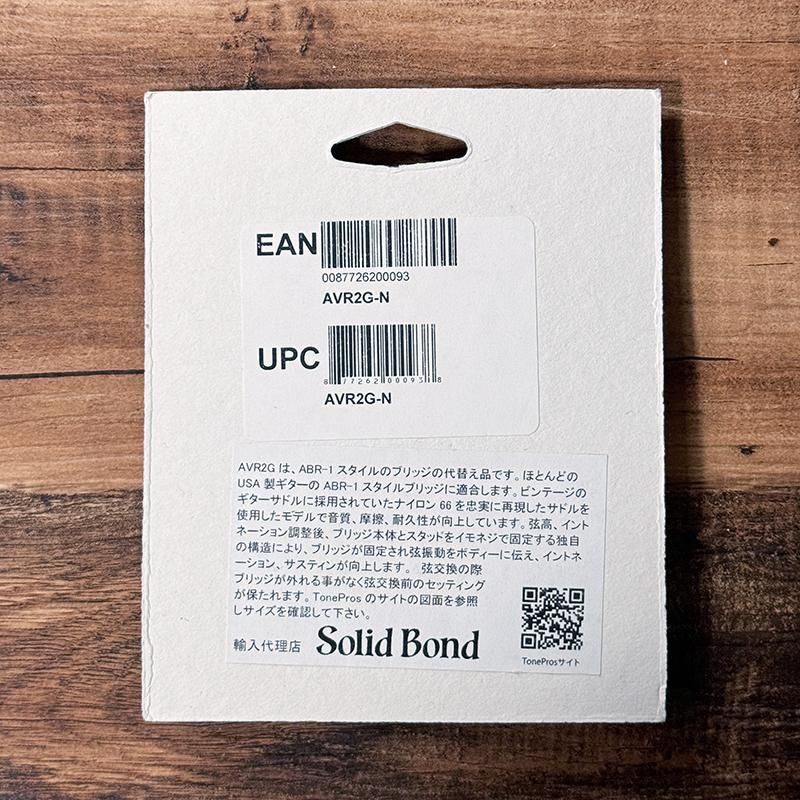 EAN
0087726200093
AVR2G-N
UPC
8 77262 00093 8
AVR2G-N
AVR2G は、ABR-1 スタイルのブリッジの代替え品です。ほとんどの
USA 製ギターの ABR-1 スタイルブリッジに適合します。ビンテージの
ギターサドルに採用されていたナイロン 66 を忠実に再現したサドルを
使用したモデルで音質、摩擦、耐久性が向上しています。弦高、イント
ネーション調整後、ブリッジ本体とスタッドをイモネジで固定する独自
の構造により、ブリッジが固定され弦振動をボディーに伝え、イントネ
ーション、サスティンが向上します。 弦交換の際
ブリッジが外れる事がなく弦交換前のセッティング
が保たれます。TonePros のサイトの図面を参照
しサイズを確認して下さい。
輸入代理店 Solid Bond
ToneProsサイト